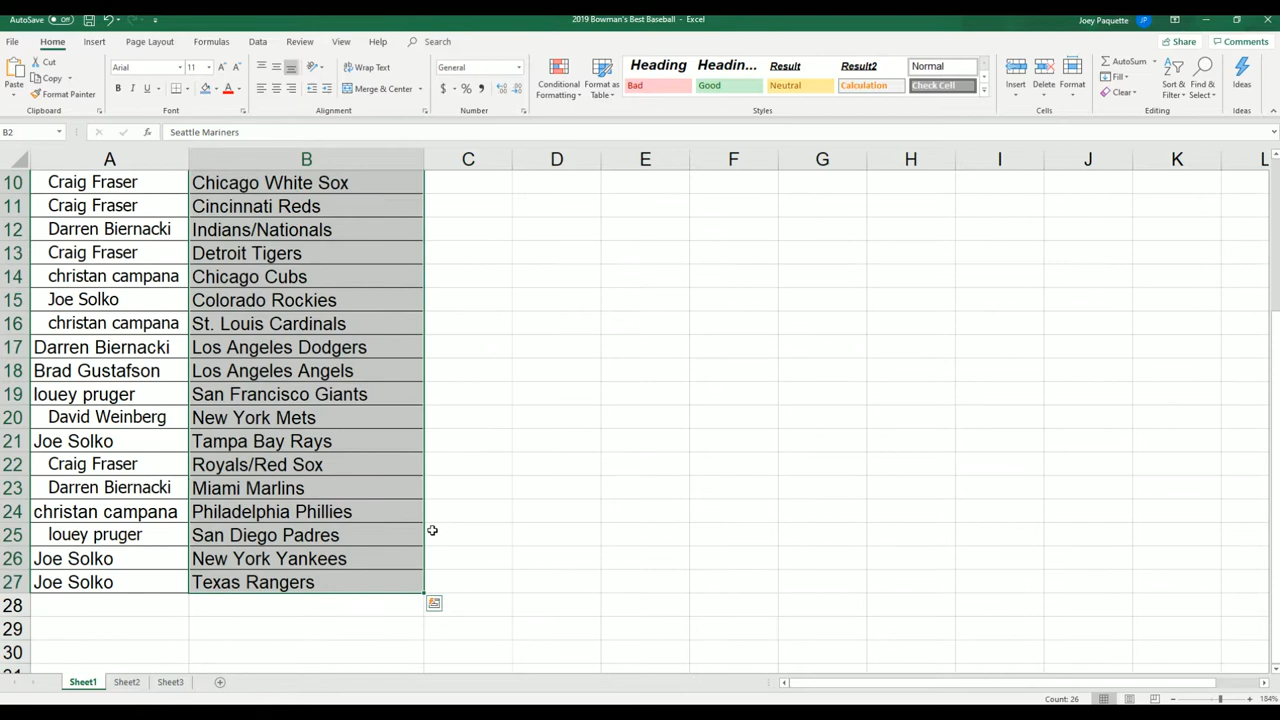 AutoSave Off 2019 Bowman's Best Baseball - Excel Joey Paquette JP
File Home Insert Page Layout Formulas Data Review View Help Search Share Comments
Paste Cut Copy Format Painter Clipboard
Arial 11 A A B I U A Font
Wrap Text Merge & Center Alignment
General $ % Number
Conditional Formatting Format as Table
Heading Headin... Result Result2 Normal
Bad Good Neutral Calculation Check Cell
Styles
Insert Delete Format Cells
AutoSum Fill Clear Sort & Filter Find & Select Editing
Ideas Ideas
B2 fx Seattle Mariners
A B C D E F G H I J K L
10 Craig Fraser Chicago White Sox
11 Craig Fraser Cincinnati Reds
12 Darren Biernacki Indians/Nationals
13 Craig Fraser Detroit Tigers
14 christan campana Chicago Cubs
15 Joe Solko Colorado Rockies
16 christan campana St. Louis Cardinals
17 Darren Biernacki Los Angeles Dodgers
18 Brad Gustafson Los Angeles Angels
19 louey pruger San Francisco Giants
20 David Weinberg New York Mets
21 Joe Solko Tampa Bay Rays
22 Craig Fraser Royals/Red Sox
23 Darren Biernacki Miami Marlins
24 christan campana Philadelphia Phillies
25 louey pruger San Diego Padres
26 Joe Solko New York Yankees
27 Joe Solko Texas Rangers
28
29
30
Sheet1 Sheet2 Sheet3
Count: 26 184%